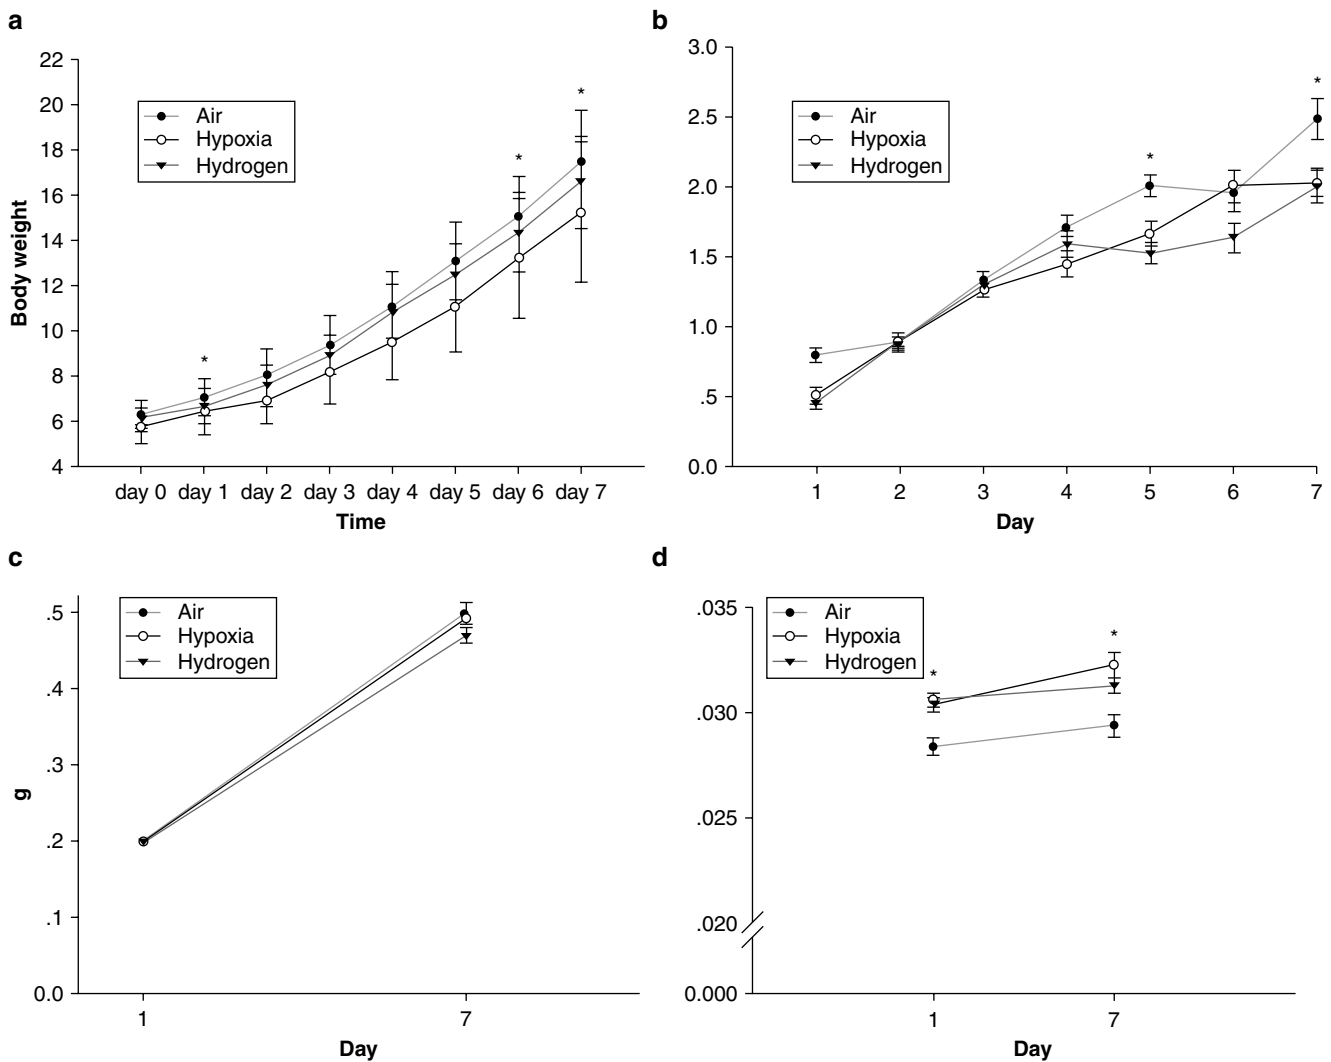 a
22
20
18
16
14
12
10
8
6
4
Body weight
Air
Hypoxia
Hydrogen
*
*
*
day 0 day 1 day 2 day 3 day 4 day 5 day 6 day 7
Time
b
3.0
2.5
2.0
1.5
1.0
.5
0.0
Air
Hypoxia
Hydrogen
*
*
1 2 3 4 5 6 7
Day
c
.5
.4
.3
.2
.1
0.0
g
Air
Hypoxia
Hydrogen
1 7
Day
d
.035
.030
.025
.020
0.000
Air
Hypoxia
Hydrogen
*
*
1 7
Day